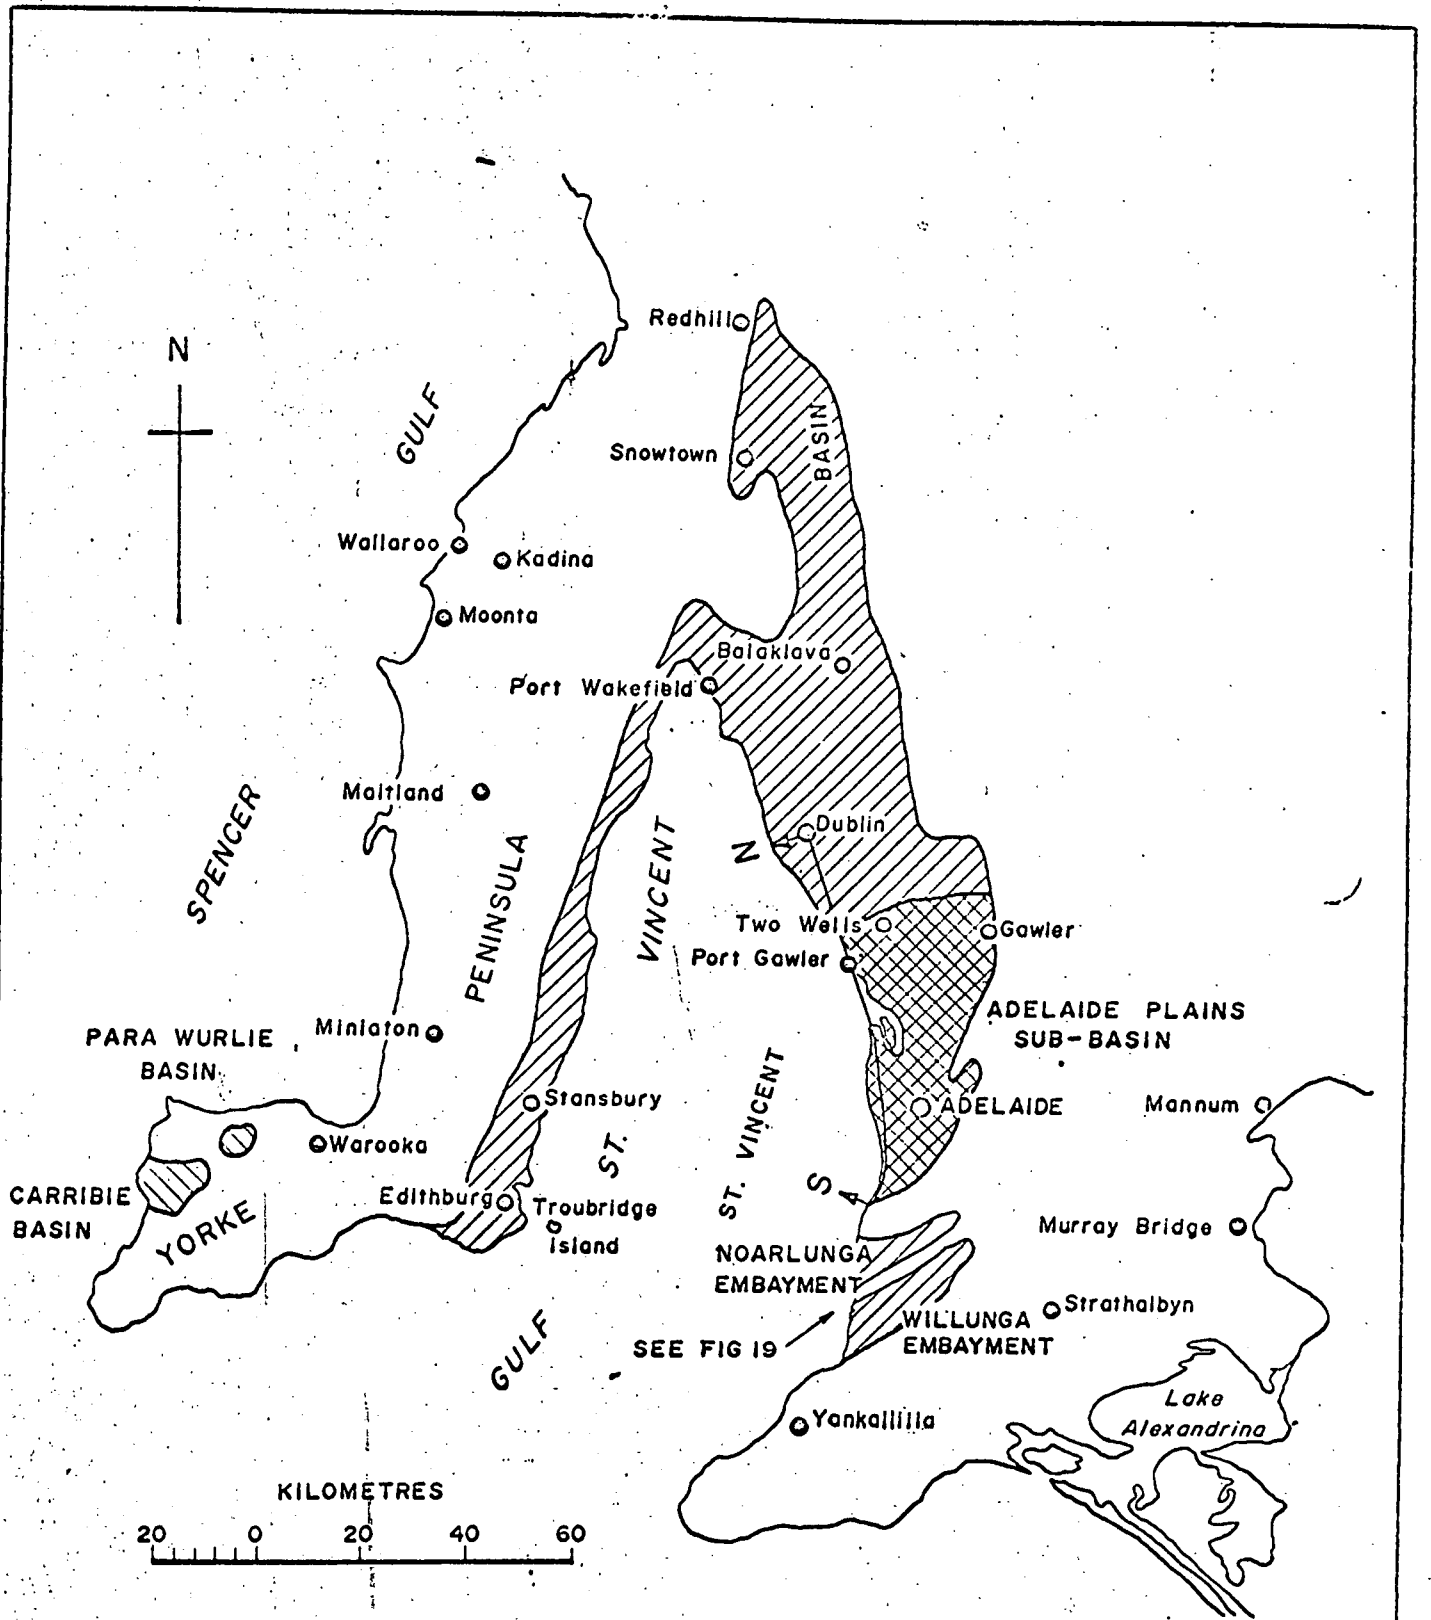 Redhill
N
GULF
BASIN
Snowtown
Wallaroo
Kadina
Moonta
Balaklava
Port Wakefield
Maitland
SPENCER
PENINSULA
VINCENT
Dublin
N
Two Wells
Gawler
Port Gawler
ADELAIDE PLAINS
SUB-BASIN
Minlaton
PARA WURLIE
BASIN
Stansbury
ADELAIDE
Mannum
Warooka
ST.
ST. VINCENT
CARRIBIE
BASIN
YORKE
Edithburg
Troubridge
Island
S
A
Murray Bridge
NOARLUNGA
EMBAYMENT
Strathalbyn
WILLUNGA
EMBAYMENT
SEE FIG 19
GULF
Lake
Alexandrina
Yankalilla
KILOMETRES
20 0 20 40 60